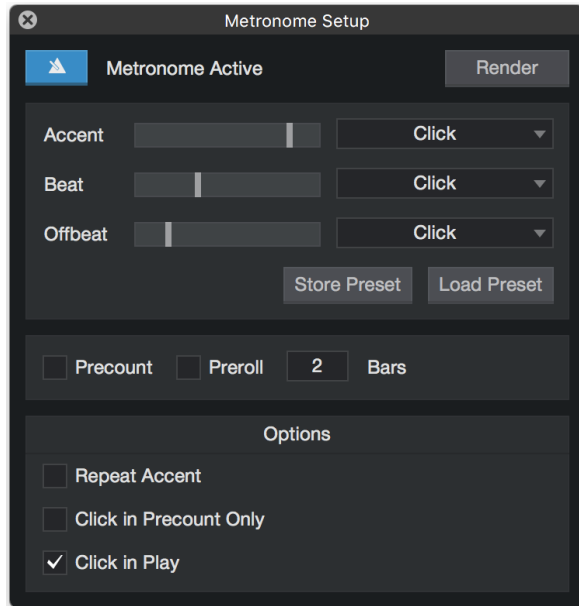 Metronome Setup
Metronome Active Render
Accent Click
Beat Click
Offbeat Click
Store Preset Load Preset
Precount Preroll 2 Bars
Options
Repeat Accent
Click in Precount Only
Click in Play